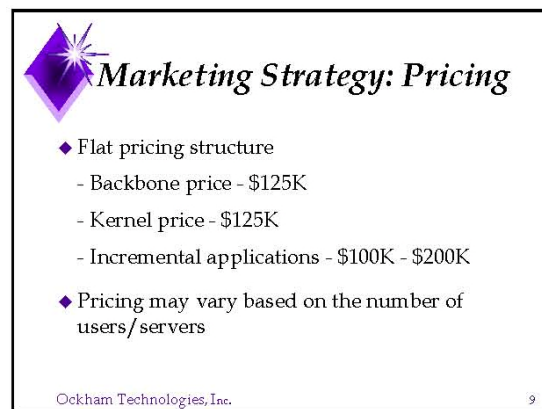 Marketing Strategy: Pricing
Flat pricing structure
- Backbone price - $125K
- Kernel price - $125K
- Incremental applications - $100K - $200K
Pricing may vary based on the number of
users/servers
Ockham Technologies, Inc.
9